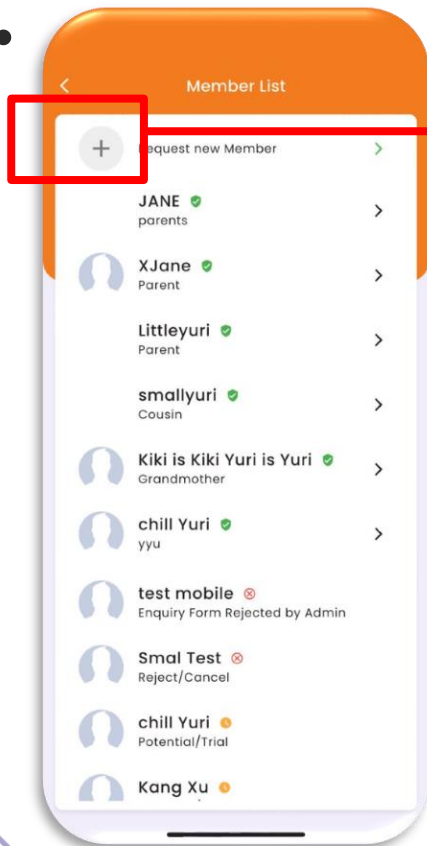 Member List
Request new Member
JANE
parents
XJane
Parent
Littleyuri
Parent
smallyuri
Cousin
Kiki is Kiki Yuri is Yuri
Grandmother
chill Yuri
yyu
test mobile
Enquiry Form Rejected by Admin
Smal Test
Reject/Cancel
chill Yuri
Potential/Trial
Kang Xu